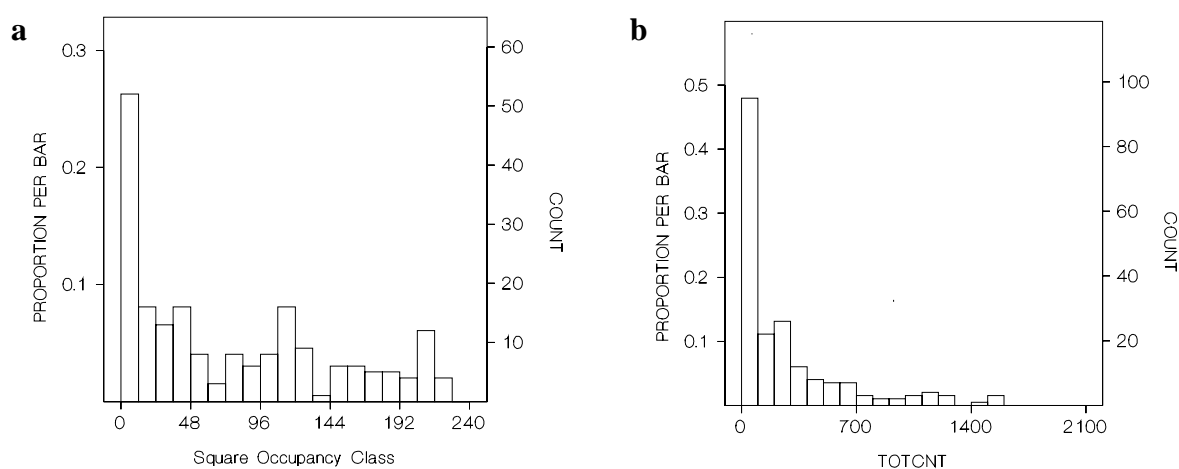 a
PROPORTION PER BAR
0.3
0.2
0.1
60
50
40
30
20
10
COUNT
0 48 96 144 192 240
Square Occupancy Class
b
PROPORTION PER BAR
0.5
0.4
0.3
0.2
0.1
100
80
60
40
20
COUNT
0 700 1400 2100
TOTCNT